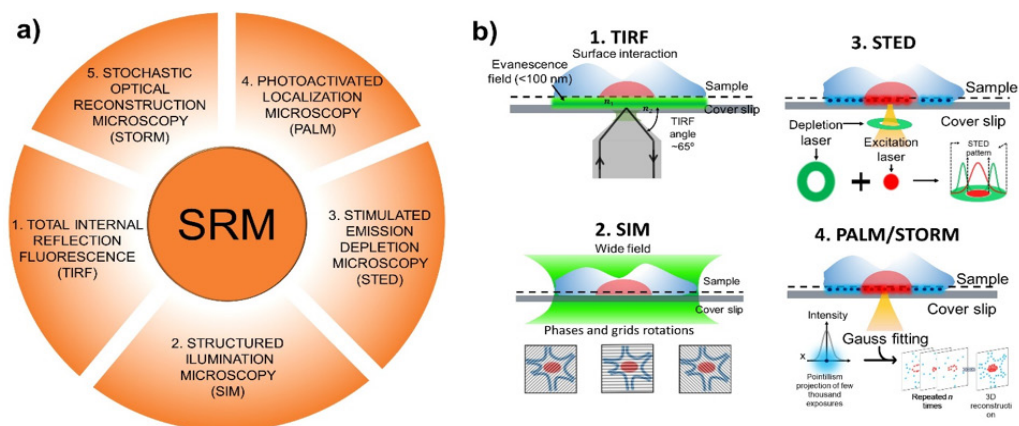 a)
5. STOCHASTIC
OPTICAL
RECONSTRUCTION
MICROSCOPY
(STORM)
4. PHOTOACTIVATED
LOCALIZATION
MICROSCOPY
(PALM)
1. TOTAL INTERNAL
REFLECTION
FLUORESCENCE
(TIRF)
SRM
3. STIMULATED
EMISSION
DEPLETION
MICROSCOPY
(STED)
2. STRUCTURED
ILUMINATION
MICROSCOPY
(SIM)
b)
1. TIRF
Surface interaction
Evanescence
field (<100 nm)
Sample
n₁
n₂
Cover slip
TIRF
angle
~65°
2. SIM
Wide field
Sample
Cover slip
Phases and grids rotations
3. STED
Sample
Cover slip
Depletion
laser
Excitation
laser
STED
pattern
+
4. PALM/STORM
Sample
Cover slip
Intensity
Gauss fitting
X
Pointillism
projection of few
thousand
exposures
Repeated n
times
3D
reconstructi
on